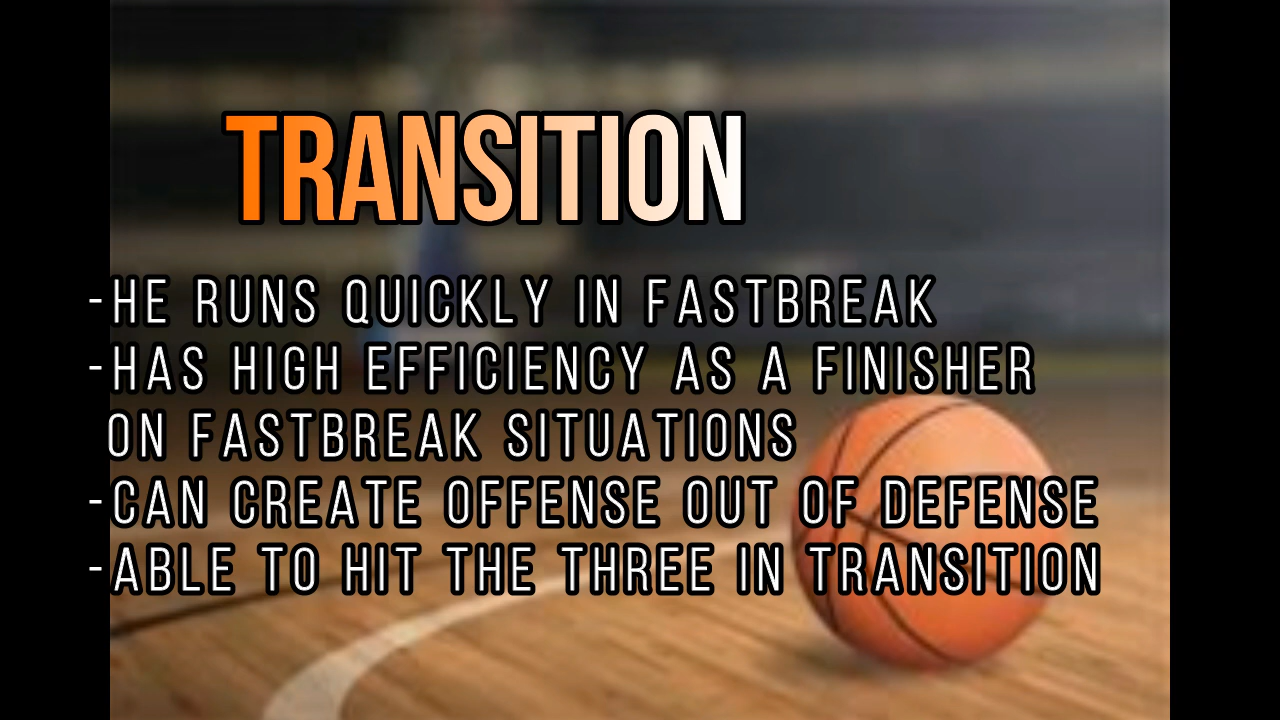 TRANSITION
-HE RUNS QUICKLY IN FASTBREAK
-HAS HIGH EFFICIENCY AS A FINISHER
ON FASTBREAK SITUATIONS
-CAN CREATE OFFENSE OUT OF DEFENSE
-ABLE TO HIT THE THREE IN TRANSITION